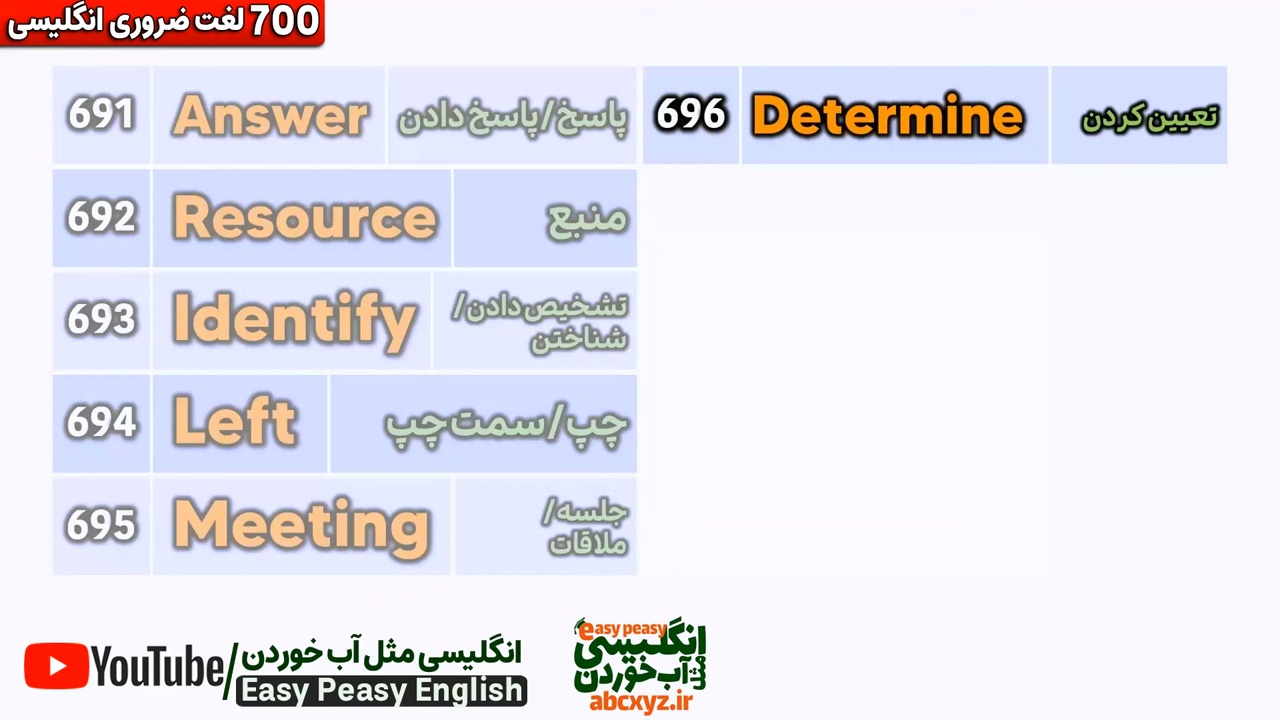 700 لغت ضروری انگلیسی
691 Answer پاسخ/پاسخ دادن
692 Resource منبع
693 Identify تشخیص دادن/
شناختن
694 Left چپ/سمت چپ
695 Meeting جلسه/
ملاقات
696 Determine تعیین کردن
YouTube/انگلیسی مثل آب خوردن
Easy Peasy English
easy peasy
انگلیسی
مثل آب خوردن
abcxyz.ir